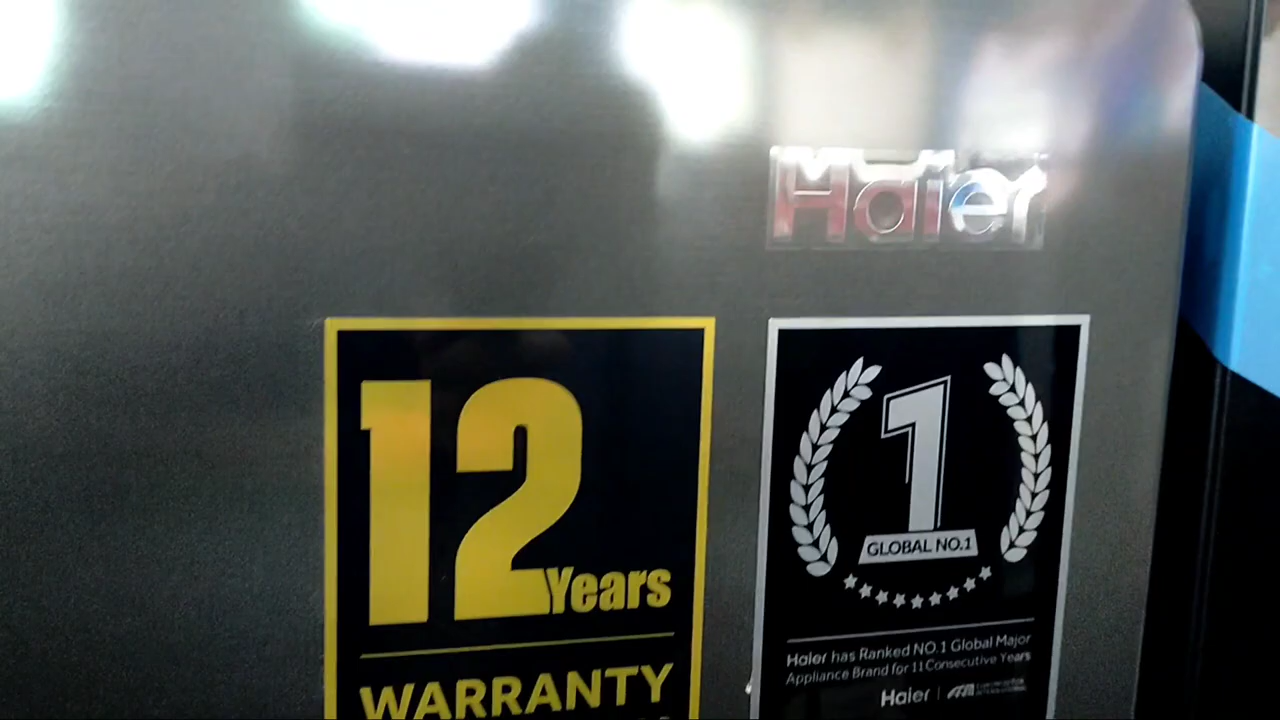 Haier
12 Years
WARRANTY
1
GLOBAL NO.1
Haier has Ranked NO.1 Global Major
Appliance Brand for 11 Consecutive Years
Haier